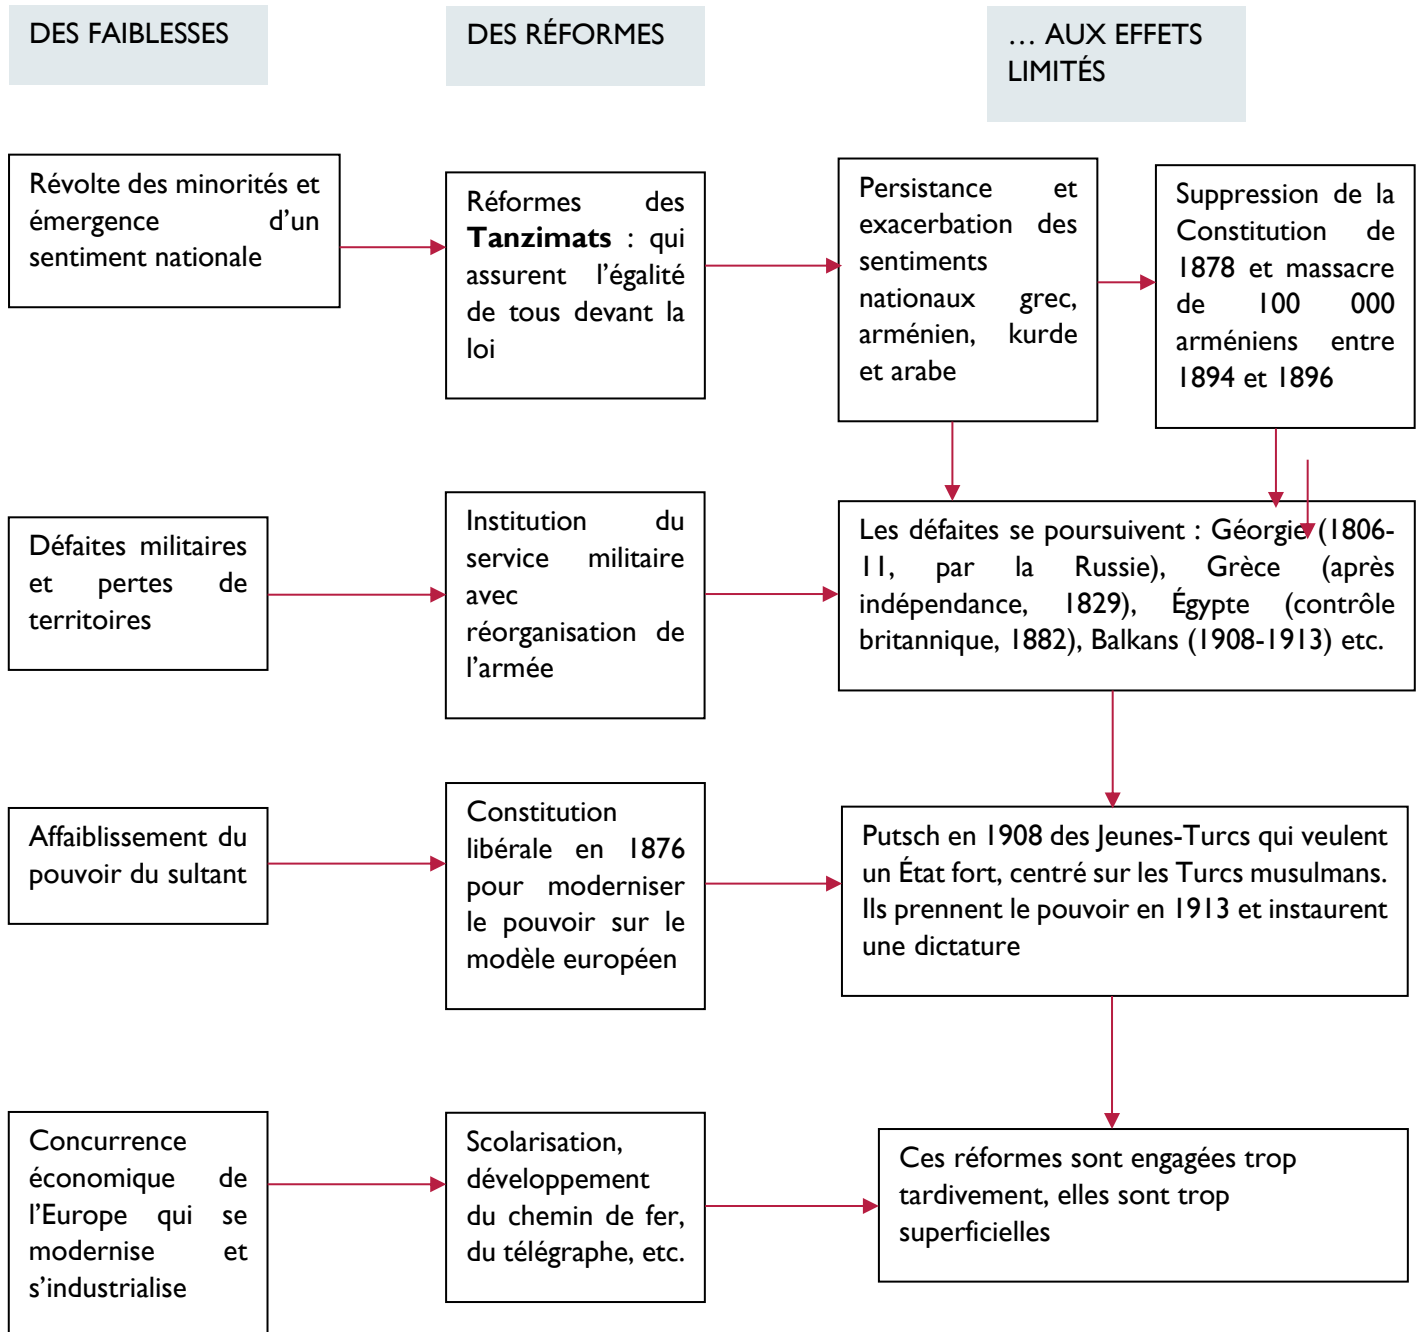 DES FAIBLESSES
DES RÉFORMES
… AUX EFFETS
LIMITÉS
Révolte des minorités et
émergence d’un
sentiment nationale
Réformes des
Tanzimats : qui
assurent l’égalité
de tous devant la
loi
Persistance et
exacerbation des
sentiments
nationaux grec,
arménien, kurde
et arabe
Suppression de la
Constitution de
1878 et massacre
de 100 000
arméniens entre
1894 et 1896
Défaites militaires
et pertes de
territoires
Institution du
service militaire
avec
réorganisation de
l’armée
Les défaites se poursuivent : Géorgie (1806-
11, par la Russie), Grèce (après
indépendance, 1829), Égypte (contrôle
britannique, 1882), Balkans (1908-1913) etc.
Affaiblissement du
pouvoir du sultant
Constitution
libérale en 1876
pour moderniser
le pouvoir sur le
modèle européen
Putsch en 1908 des Jeunes-Turcs qui veulent
un État fort, centré sur les Turcs musulmans.
Ils prennent le pouvoir en 1913 et instaurent
une dictature
Concurrence
économique de
l’Europe qui se
modernise et
s’industrialise
Scolarisation,
développement
du chemin de fer,
du télégraphe, etc.
Ces réformes sont engagées trop
tardivement, elles sont trop
superficielles